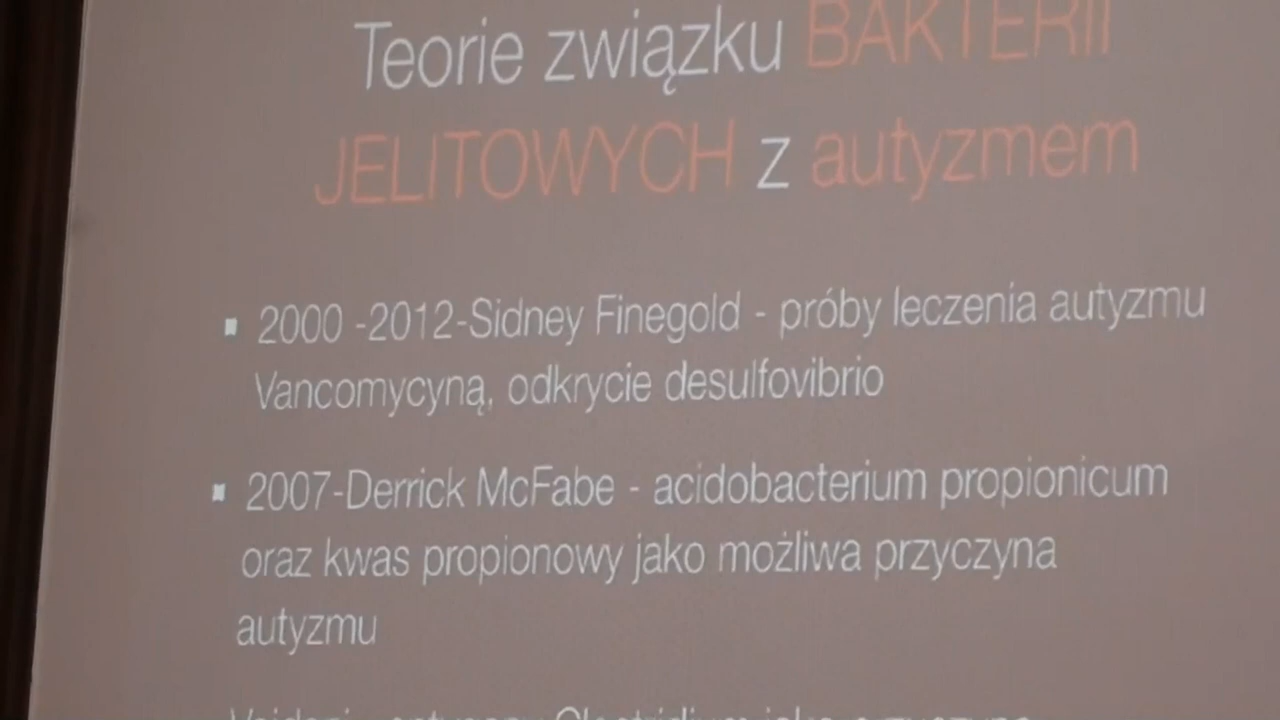 Teorie związku BAKTERII
JELITOWYCH z autyzmem
▪ 2000 -2012-Sidney Finegold - próby leczenia autyzmu
Vancomycyną, odkrycie desulfovibrio
▪ 2007-Derrick McFabe - acidobacterium propionicum
oraz kwas propionowy jako możliwa przyczyna
autyzmu